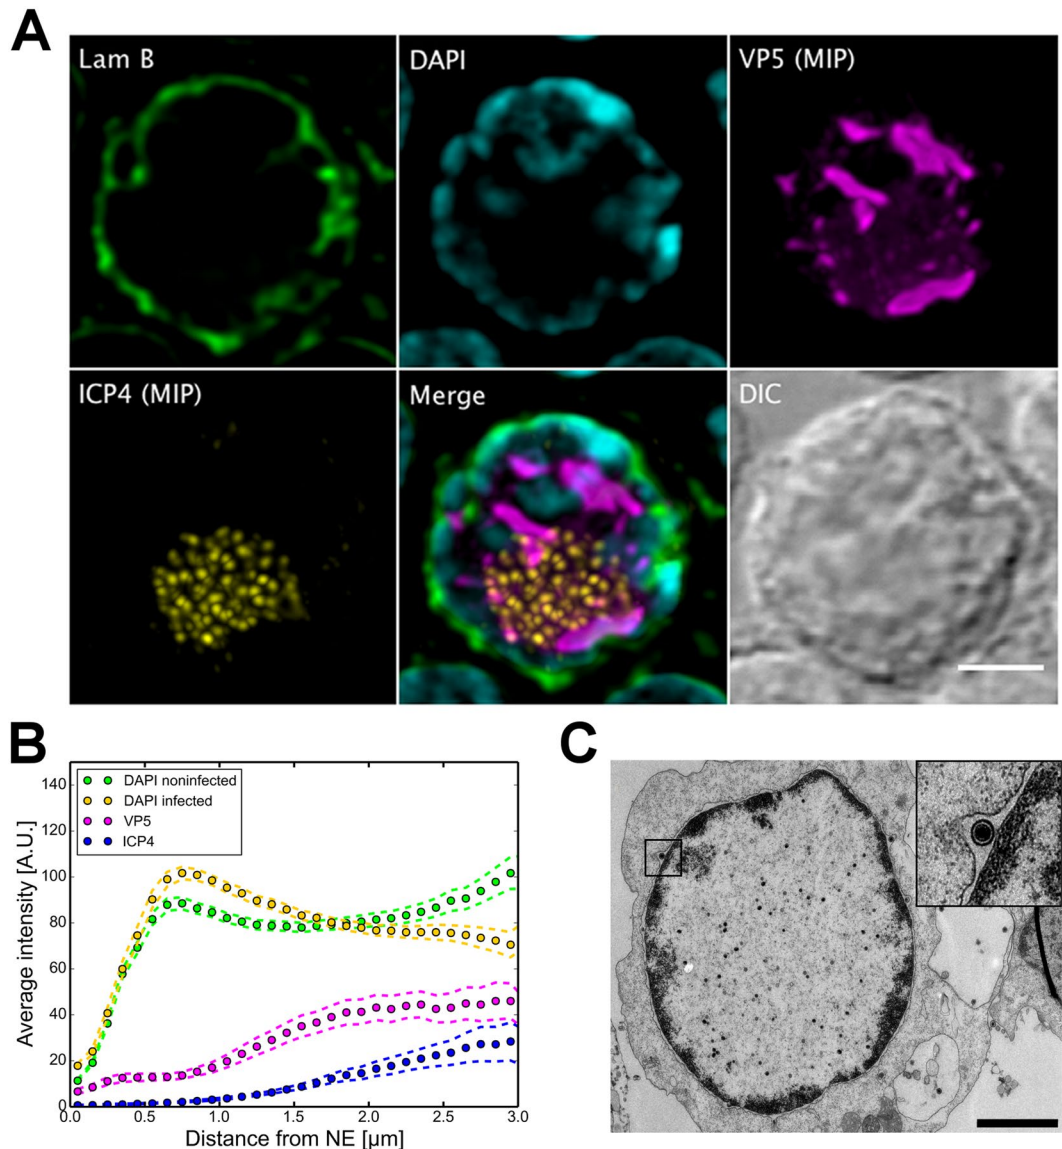 A
Lam B
DAPI
VP5 (MIP)
ICP4 (MIP)
Merge
DIC
B
DAPI noninfected
DAPI infected
VP5
ICP4
140
120
100
80
60
40
20
0
Average intensity [A.U.]
0.0 0.5 1.0 1.5 2.0 2.5 3.0
Distance from NE [µm]
C